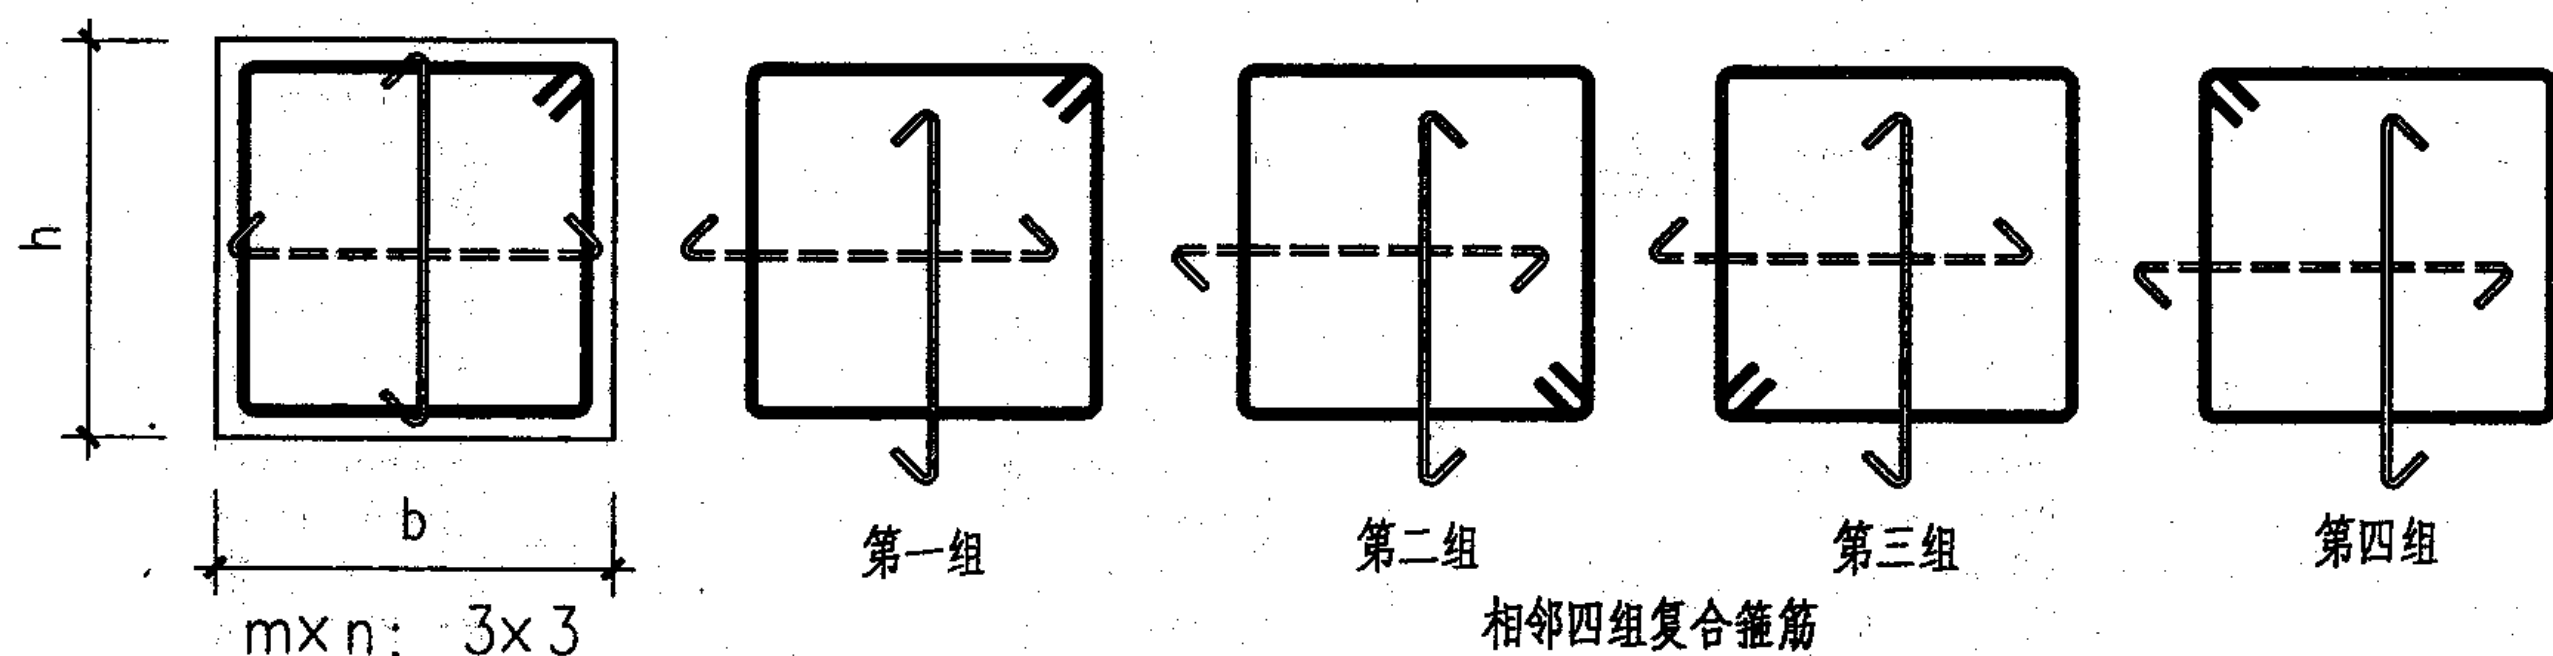 h
b
m×n: 3×3
第一组
第二组
第三组
第四组
相邻四组复合箍筋